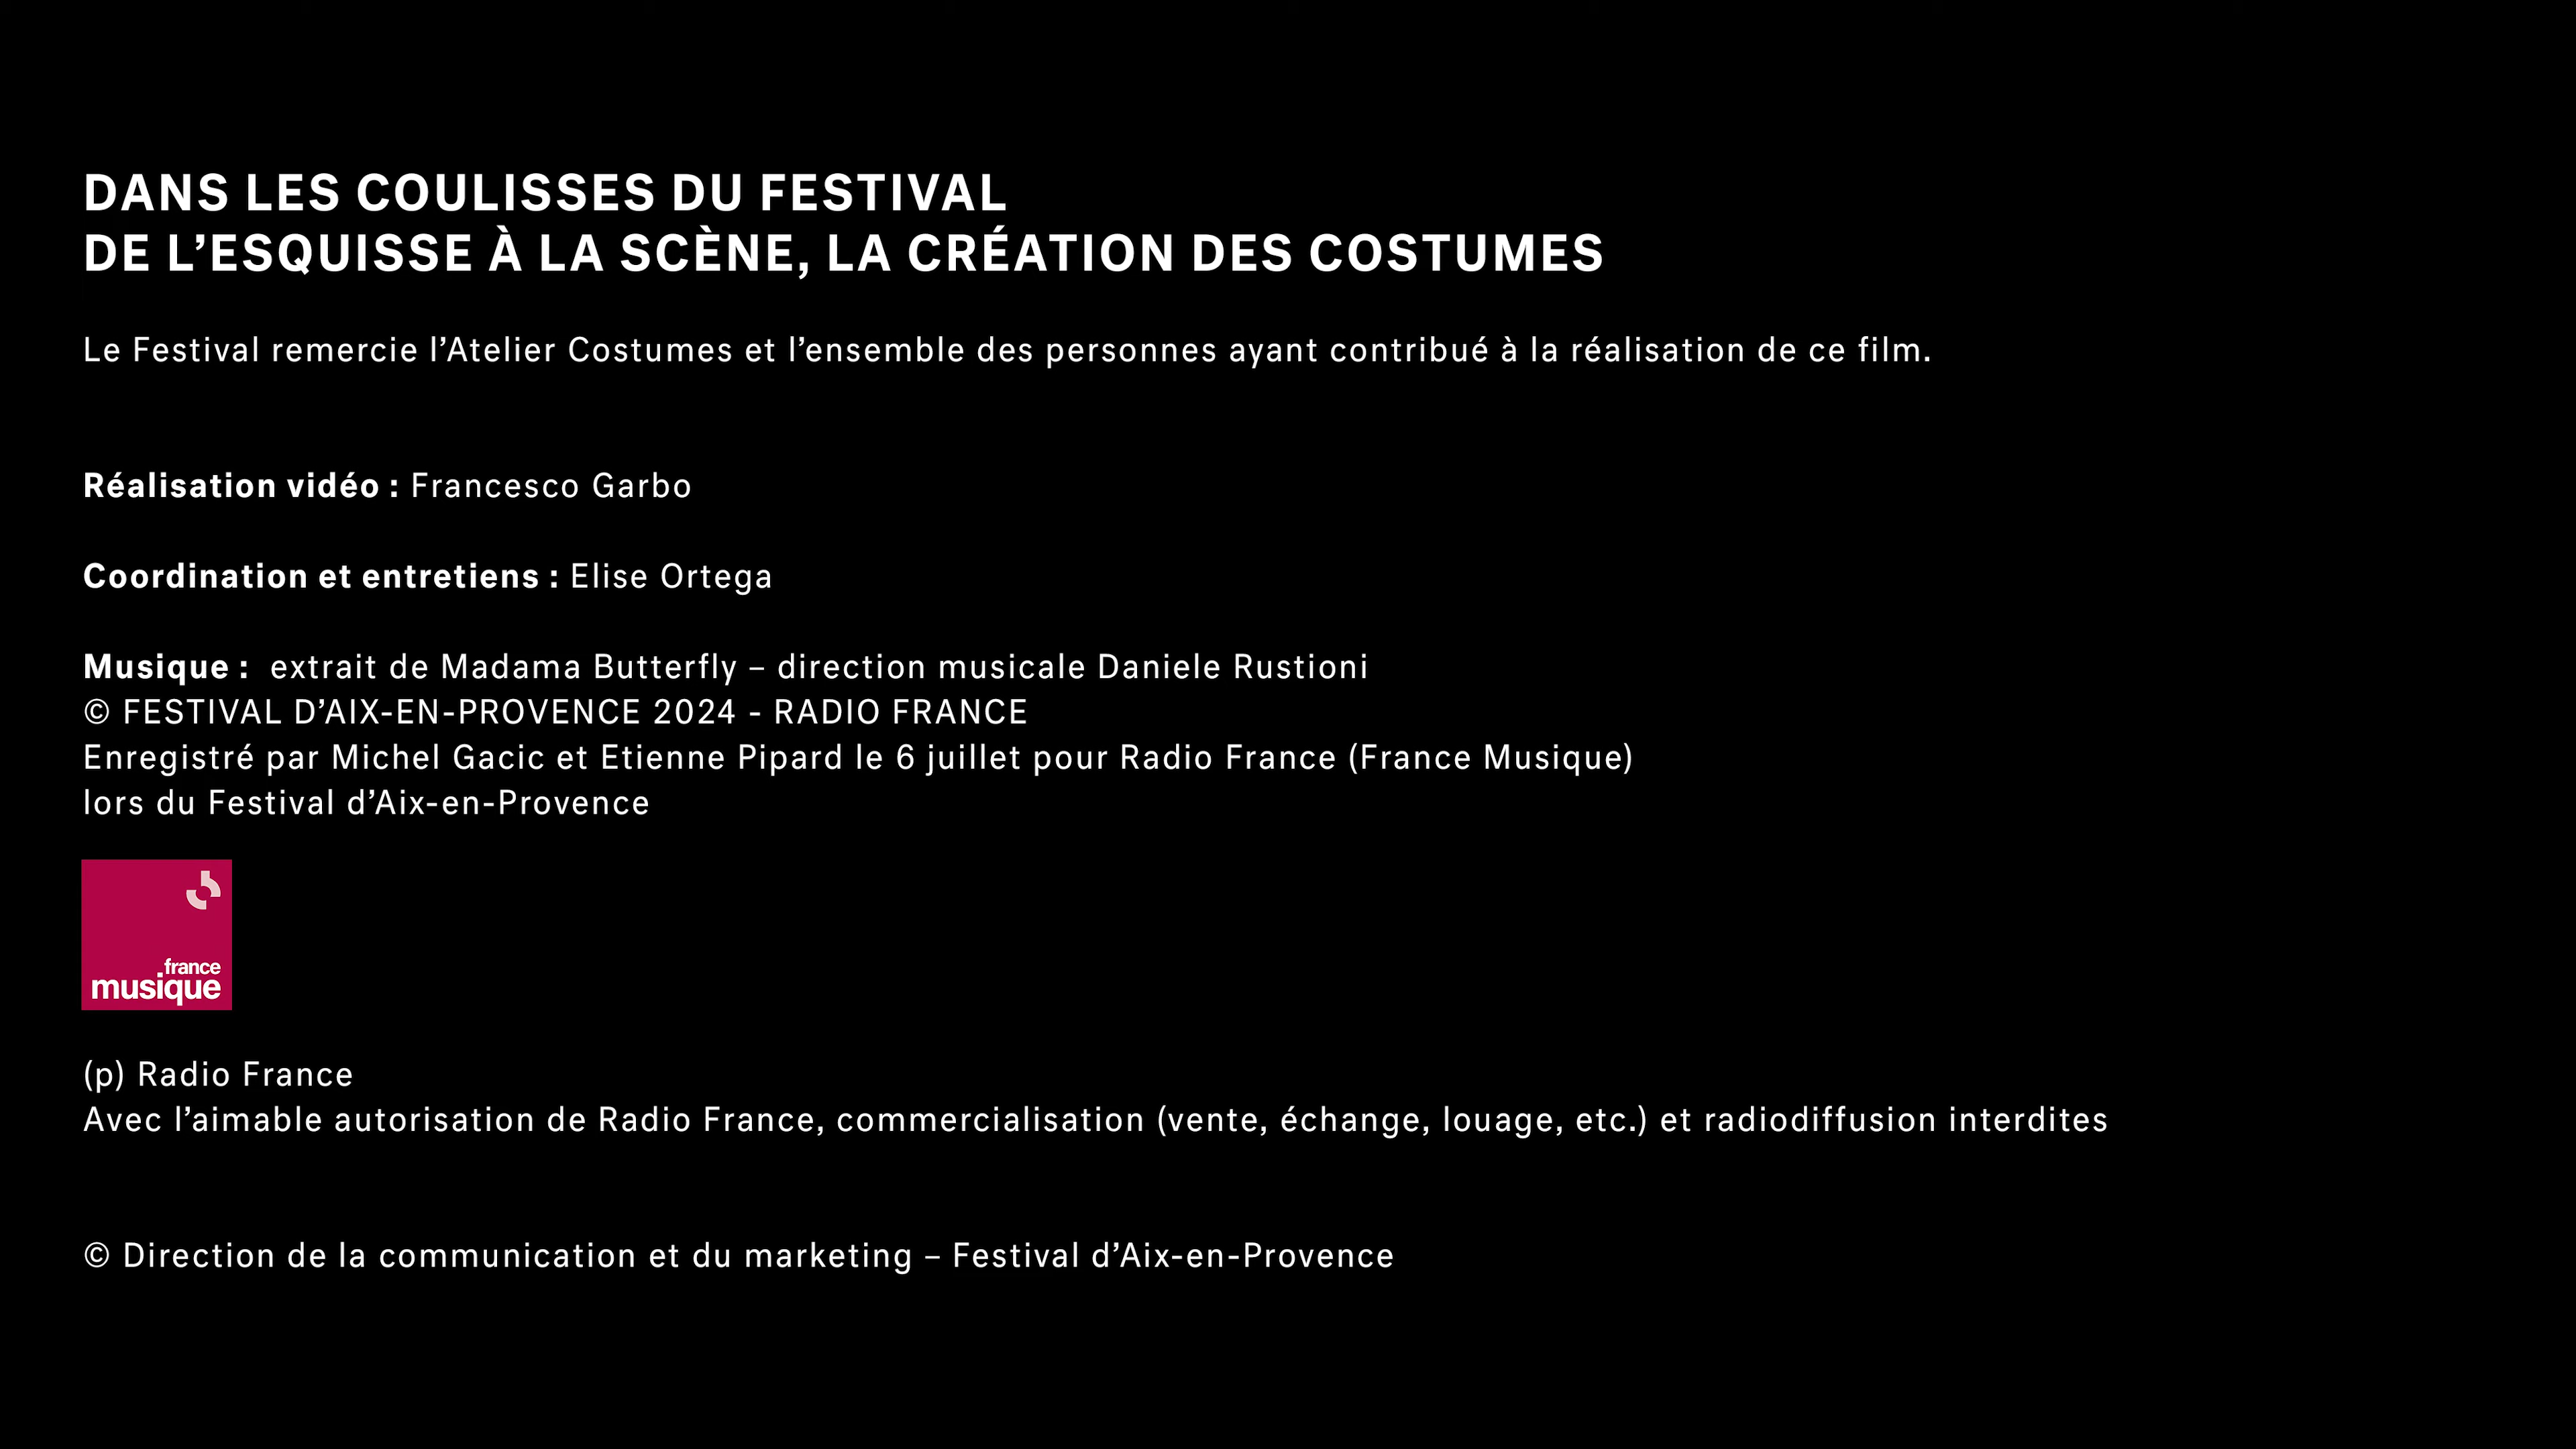 DANS LES COULISSES DU FESTIVAL
DE L’ESQUISSE À LA SCÈNE, LA CRÉATION DES COSTUMES
Le Festival remercie l’Atelier Costumes et l’ensemble des personnes ayant contribué à la réalisation de ce film.
Réalisation vidéo : Francesco Garbo
Coordination et entretiens : Elise Ortega
Musique : extrait de Madama Butterfly – direction musicale Daniele Rustioni
© FESTIVAL D’AIX-EN-PROVENCE 2024 - RADIO FRANCE
Enregistré par Michel Gacic et Etienne Pipard le 6 juillet pour Radio France (France Musique)
lors du Festival d’Aix-en-Provence
france
musique
(p) Radio France
Avec l’aimable autorisation de Radio France, commercialisation (vente, échange, louage, etc.) et radiodiffusion interdites
© Direction de la communication et du marketing – Festival d’Aix-en-Provence